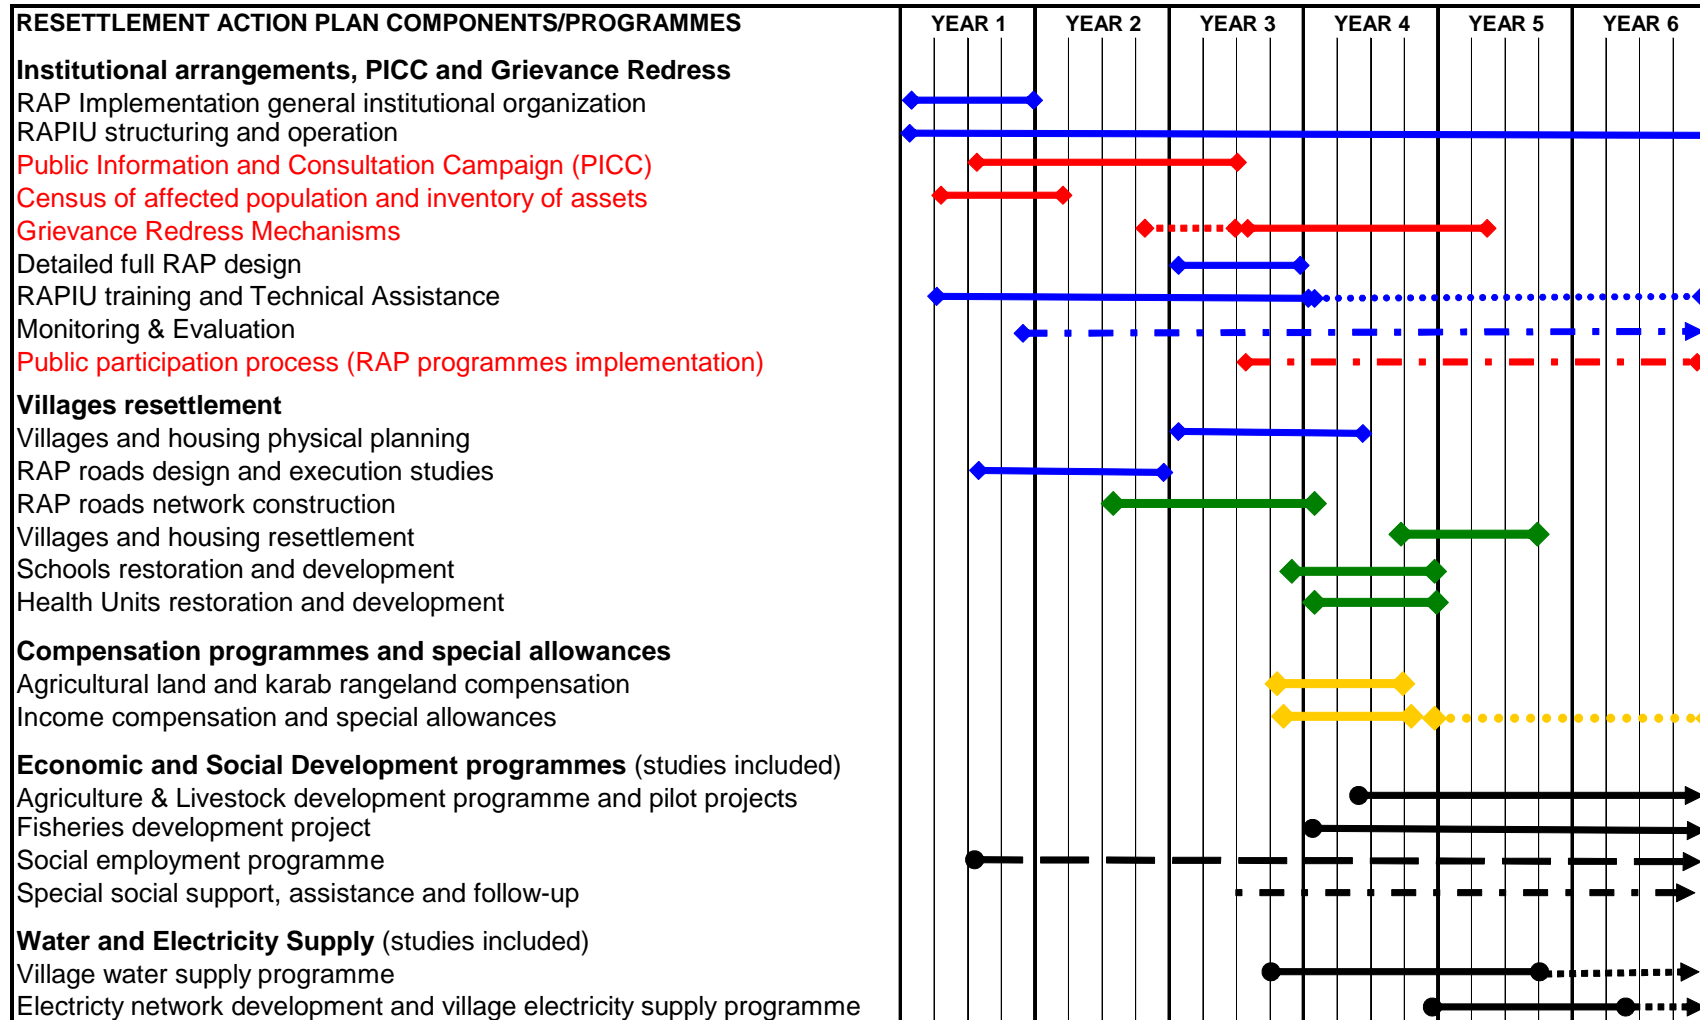 RESETTLEMENT ACTION PLAN COMPONENTS/PROGRAMMES YEAR 1 YEAR 2 YEAR 3 YEAR 4 YEAR 5 YEAR 6
Institutional arrangements, PICC and Grievance Redress
RAP Implementation general institutional organization
RAPIU structuring and operation
Public Information and Consultation Campaign (PICC)
Census of affected population and inventory of assets
Grievance Redress Mechanisms
Detailed full RAP design
RAPIU training and Technical Assistance
Monitoring & Evaluation
Public participation process (RAP programmes implementation)
Villages resettlement
Villages and housing physical planning
RAP roads design and execution studies
RAP roads network construction
Villages and housing resettlement
Schools restoration and development
Health Units restoration and development
Compensation programmes and special allowances
Agricultural land and karab rangeland compensation
Income compensation and special allowances
Economic and Social Development programmes (studies included)
Agriculture & Livestock development programme and pilot projects
Fisheries development project
Social employment programme
Special social support, assistance and follow-up
Water and Electricity Supply (studies included)
Village water supply programme
Electricty network development and village electricity supply programme